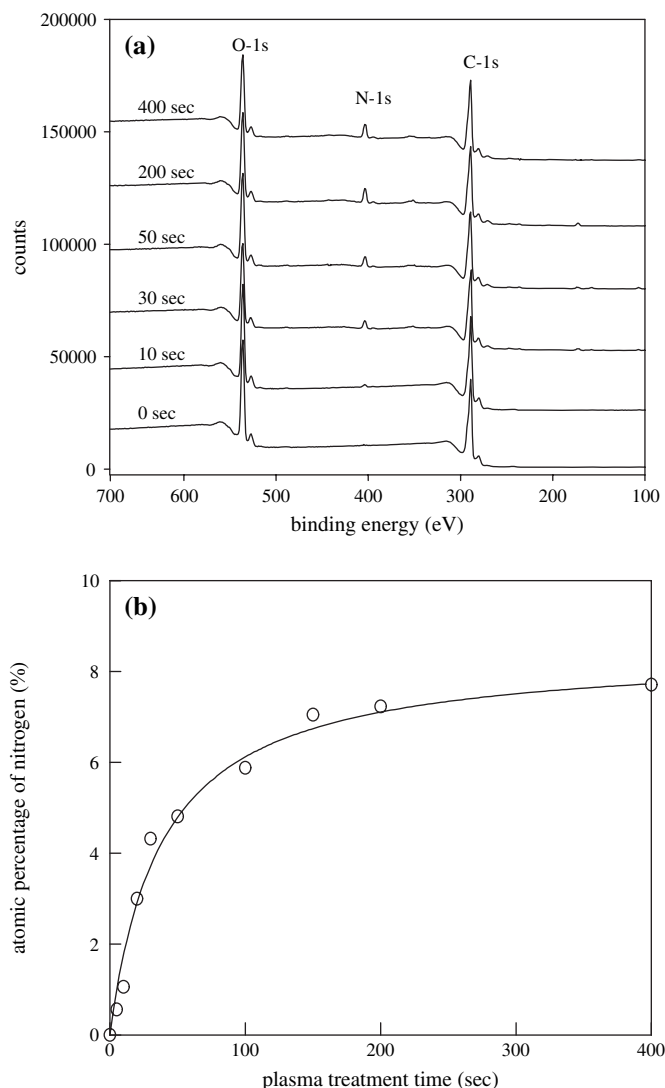 200000
(a)
O-1s
C-1s
N-1s
400 sec
150000
200 sec
50 sec
100000
30 sec
10 sec
50000
0 sec
0
counts
700 600 500 400 300 200 100
binding energy (eV)
10
(b)
8
6
4
2
0
atomic percentage of nitrogen (%)
0 100 200 300 400
plasma treatment time (sec)